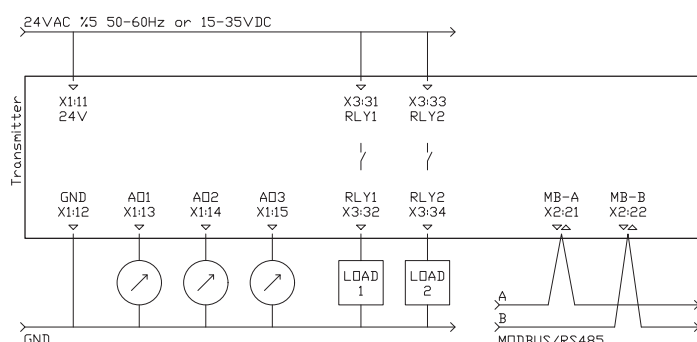 24VAC %5 50-60Hz or 15-35VDC
Transmitter
X1:11
24V
X3:31
RLY1
X3:33
RLY2
GND
X1:12
AO1
X1:13
AO2
X1:14
AO3
X1:15
RLY1
X3:32
RLY2
X3:34
MB-A
X2:21
MB-B
X2:22
LOAD
1
LOAD
2
A
B
GND
MODBUS/RS485